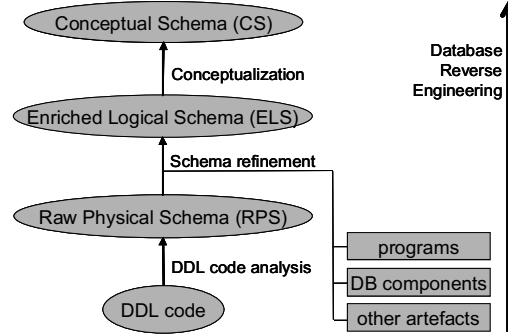 Conceptual Schema (CS)
Database
Reverse
Engineering
Conceptualization
Enriched Logical Schema (ELS)
Schema refinement
Raw Physical Schema (RPS)
programs
DDL code analysis
DB components
DDL code
other artefacts